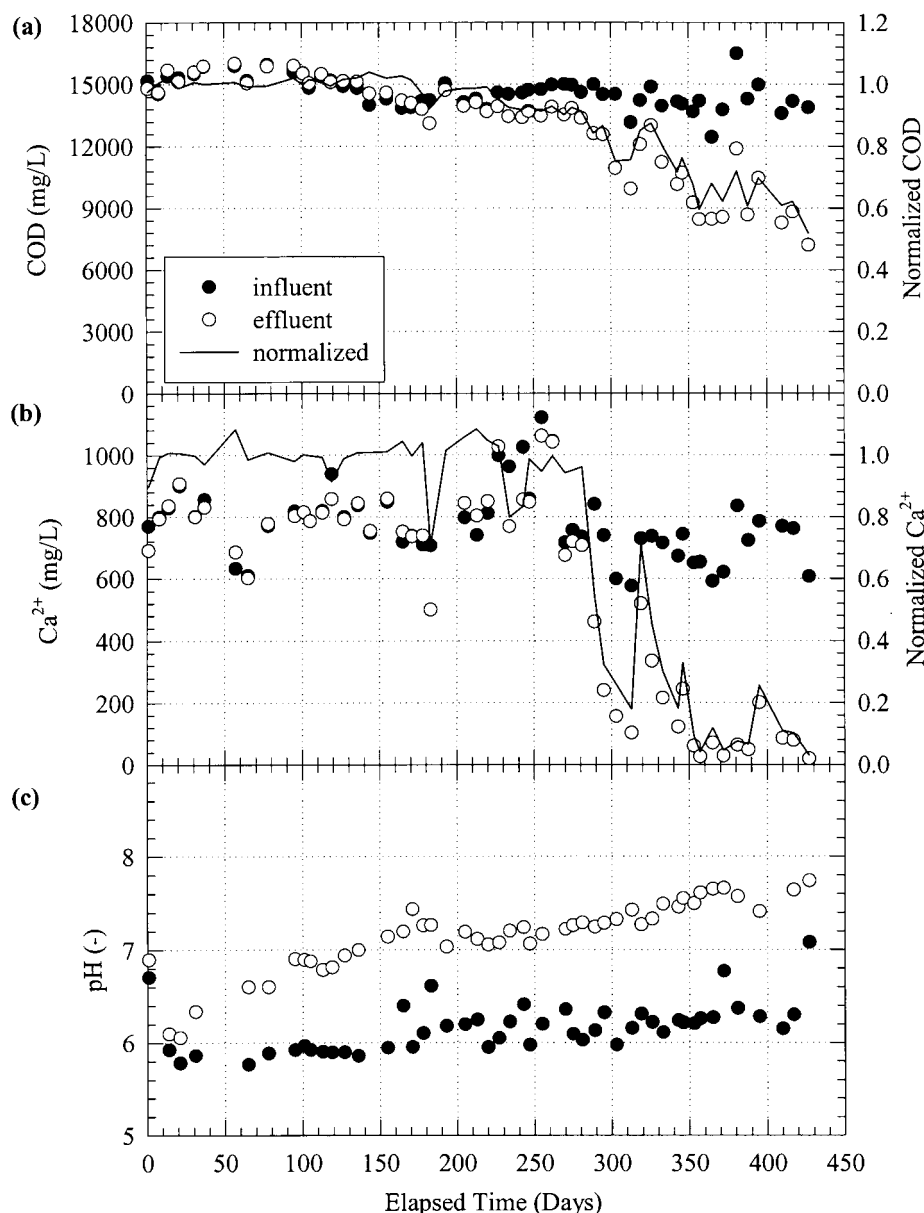 (a)
18000
15000
12000
9000
6000
3000
0
COD (mg/L)
1.2
1.0
0.8
0.6
0.4
0.2
0.0
Normalized COD
influent
effluent
normalized
(b)
1000
800
600
400
200
0
Ca²⁺ (mg/L)
1.0
0.8
0.6
0.4
0.2
0.0
Normalized Ca²⁺
(c)
8
7
6
5
pH (-)
0 50 100 150 200 250 300 350 400 450
Elapsed Time (Days)